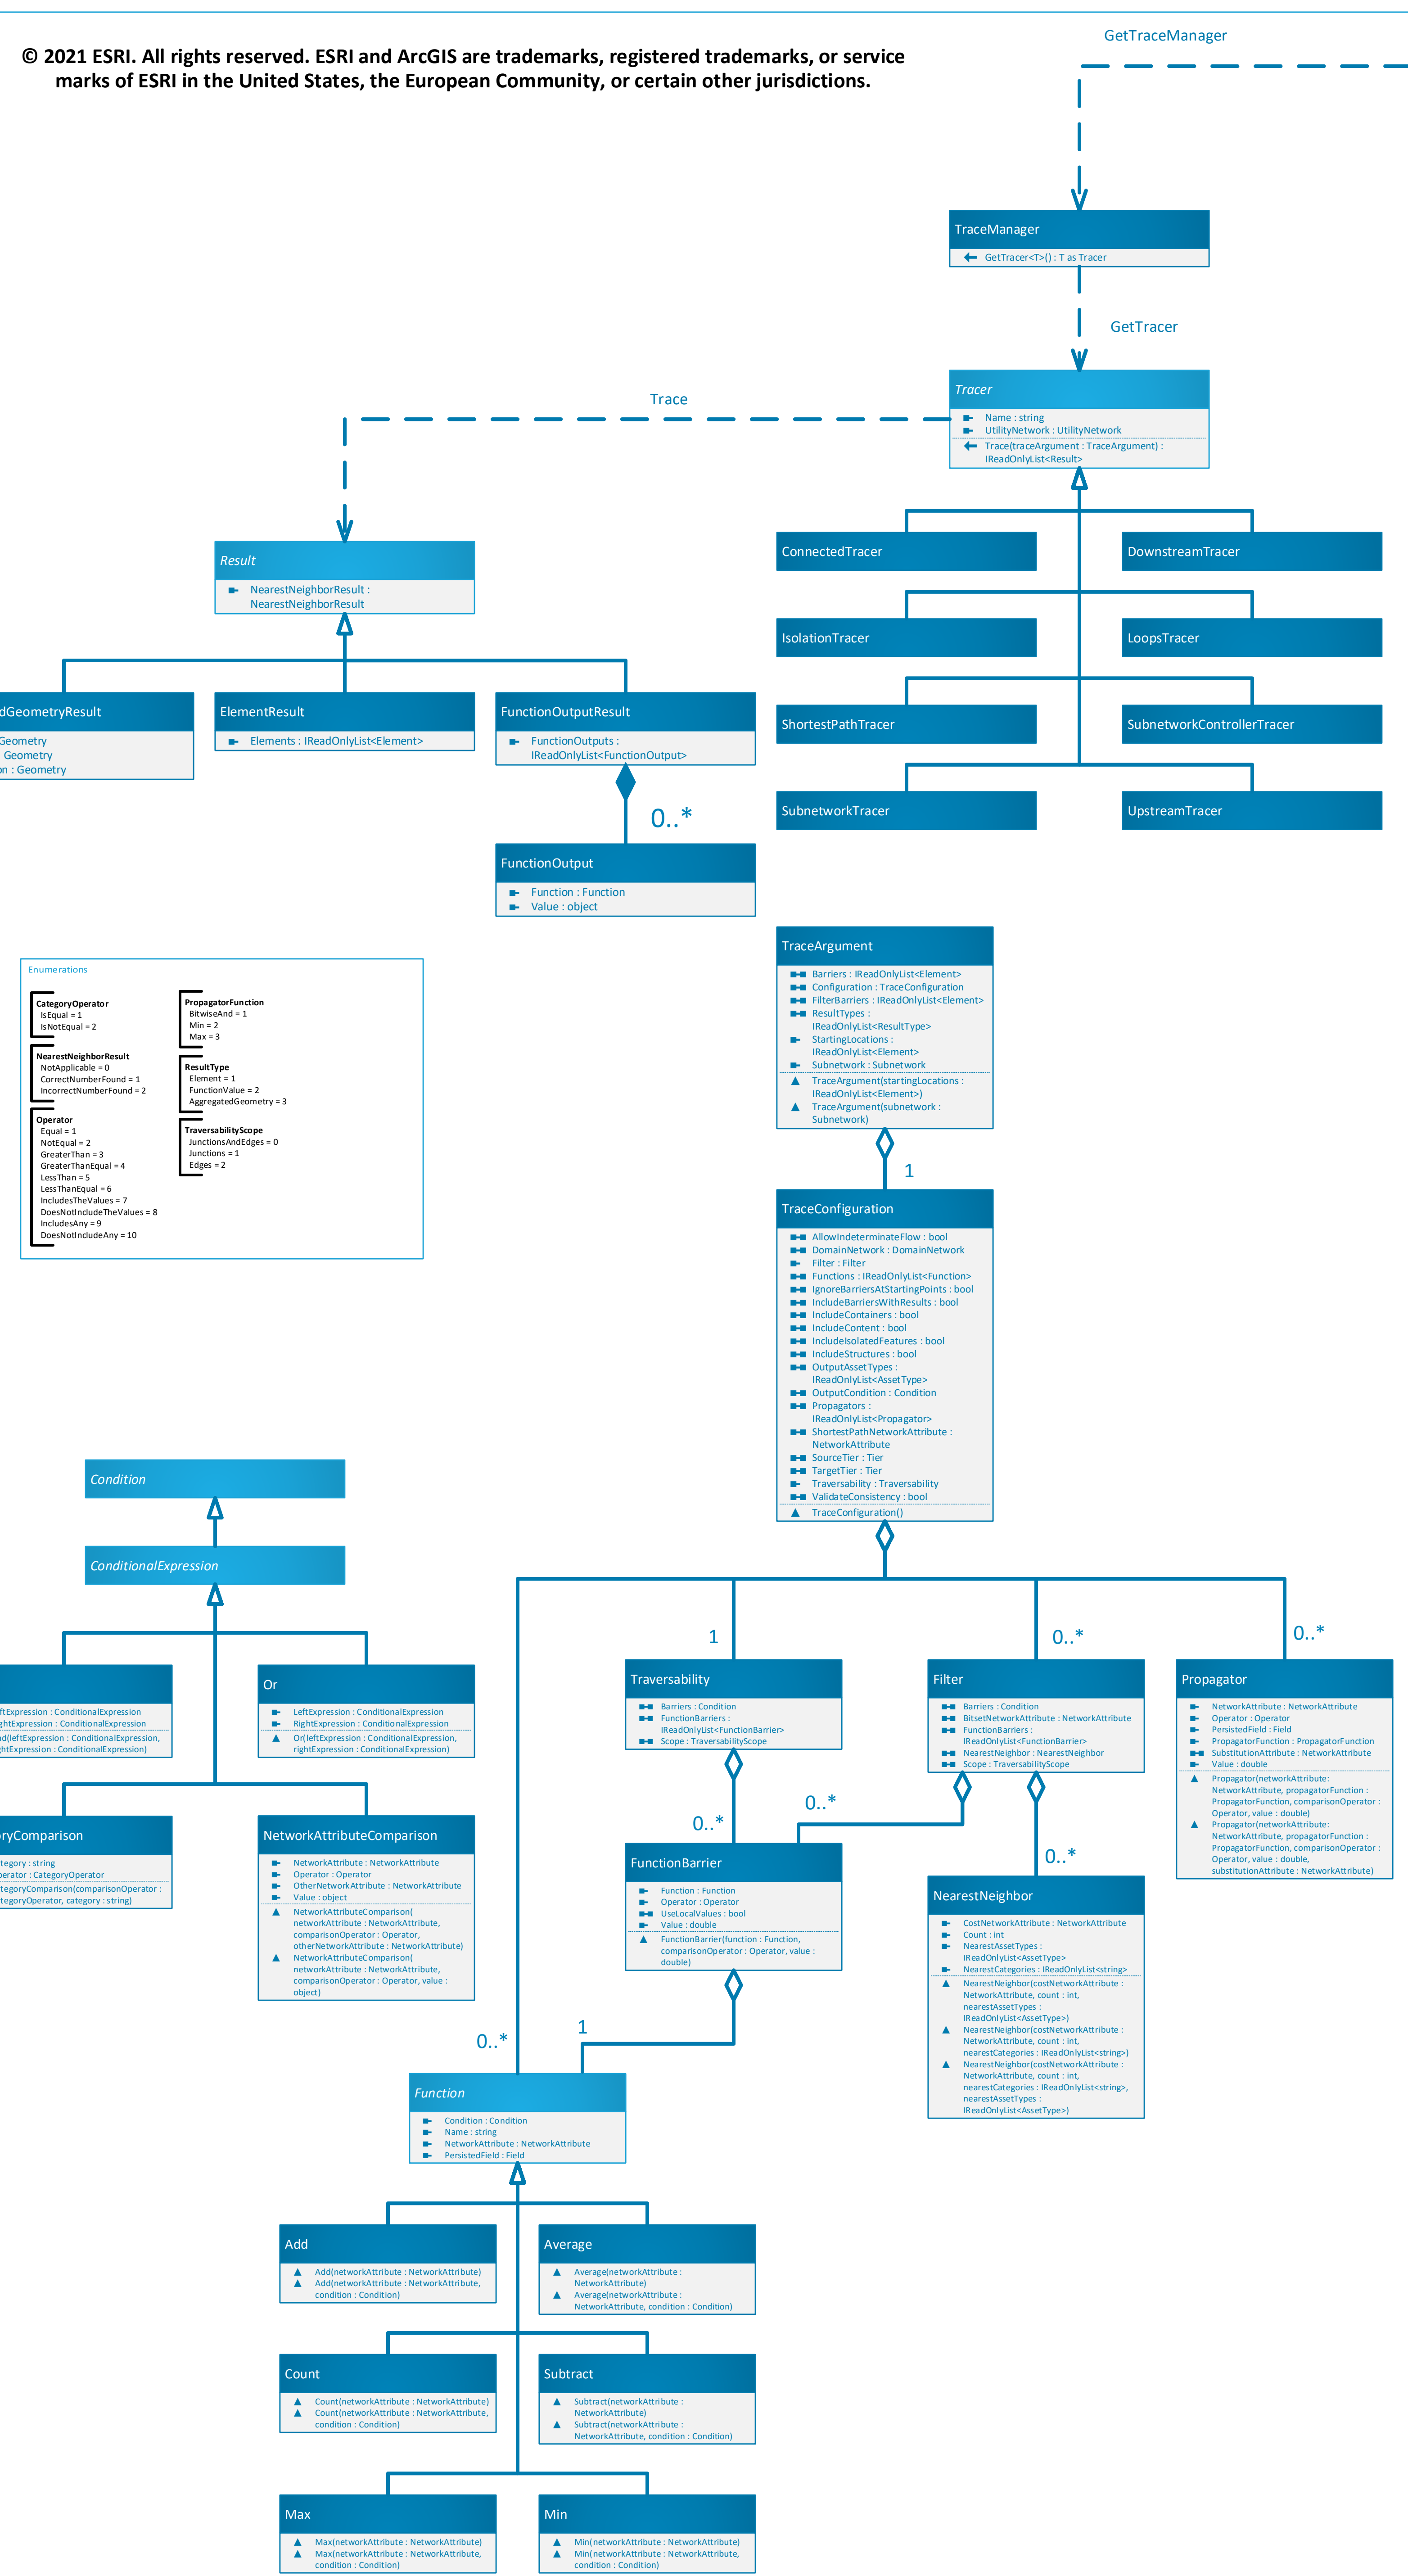 GetTraceManager
© 2021 ESRI. All rights reserved. ESRI and ArcGIS are trademarks, registered trademarks, or service
marks of ESRI in the United States, the European Community, or certain other jurisdictions.
TraceManager
GetTracer<T>() : T as Tracer
GetTracer
Tracer
Name : string
UtilityNetwork : UtilityNetwork
Trace(traceArgument : TraceArgument) :
IReadOnlyList<Result>
Trace
Result
NearestNeighborResult :
NearestNeighborResult
ConnectedTracer
DownstreamTracer
IsolationTracer
LoopsTracer
ShortestPathTracer
SubnetworkControllerTracer
SubnetworkTracer
UpstreamTracer
dGeometryResult
Geometry
: Geometry
on : Geometry
ElementResult
Elements : IReadOnlyList<Element>
FunctionOutputResult
FunctionOutputs :
IReadOnlyList<FunctionOutput>
0..*
FunctionOutput
Function : Function
Value : object
Enumerations
CategoryOperator
IsEqual = 1
IsNotEqual = 2
NearestNeighborResult
NotApplicable = 0
CorrectNumberFound = 1
IncorrectNumberFound = 2
Operator
Equal = 1
NotEqual = 2
GreaterThan = 3
GreaterThanEqual = 4
LessThan = 5
LessThanEqual = 6
IncludesTheValues = 7
DoesNotIncludeTheValues = 8
IncludesAny = 9
DoesNotIncludeAny = 10
PropagatorFunction
BitwiseAnd = 1
Min = 2
Max = 3
ResultType
Element = 1
FunctionValue = 2
AggregatedGeometry = 3
TraversabilityScope
JunctionsAndEdges = 0
Junctions = 1
Edges = 2
TraceArgument
Barriers : IReadOnlyList<Element>
Configuration : TraceConfiguration
FilterBarriers : IReadOnlyList<Element>
ResultTypes :
IReadOnlyList<ResultType>
StartingLocations :
IReadOnlyList<Element>
Subnetwork : Subnetwork
TraceArgument(startingLocations :
IReadOnlyList<Element>)
TraceArgument(subnetwork :
Subnetwork)
1
TraceConfiguration
AllowIndeterminateFlow : bool
DomainNetwork : DomainNetwork
Filter : Filter
Functions : IReadOnlyList<Function>
IgnoreBarriersAtStartingPoints : bool
IncludeBarriersWithResults : bool
IncludeContainers : bool
IncludeContent : bool
IncludeIsolatedFeatures : bool
IncludeStructures : bool
OutputAssetTypes :
IReadOnlyList<AssetType>
OutputCondition : Condition
Propagators :
IReadOnlyList<Propagator>
ShortestPathNetworkAttribute :
NetworkAttribute
SourceTier : Tier
TargetTier : Tier
Traversability : Traversability
ValidateConsistency : bool
TraceConfiguration()
Condition
ConditionalExpression
ftExpression : ConditionalExpression
ghtExpression : ConditionalExpression
nd(leftExpression : ConditionalExpression,
ghtExpression : ConditionalExpression)
Or
LeftExpression : ConditionalExpression
RightExpression : ConditionalExpression
Or(leftExpression : ConditionalExpression,
rightExpression : ConditionalExpression)
ryComparison
tegory : string
perator : CategoryOperator
tegoryComparison(comparisonOperator :
tegoryOperator, category : string)
NetworkAttributeComparison
NetworkAttribute : NetworkAttribute
Operator : Operator
OtherNetworkAttribute : NetworkAttribute
Value : object
NetworkAttributeComparison(
networkAttribute : NetworkAttribute,
comparisonOperator : Operator,
otherNetworkAttribute : NetworkAttribute)
NetworkAttributeComparison(
networkAttribute : NetworkAttribute,
comparisonOperator : Operator, value :
object)
1
0..*
0..*
Traversability
Barriers : Condition
FunctionBarriers :
IReadOnlyList<FunctionBarrier>
Scope : TraversabilityScope
Filter
Barriers : Condition
BitsetNetworkAttribute : NetworkAttribute
FunctionBarriers :
IReadOnlyList<FunctionBarrier>
NearestNeighbor : NearestNeighbor
Scope : TraversabilityScope
Propagator
NetworkAttribute : NetworkAttribute
Operator : Operator
PersistedField : Field
PropagatorFunction : PropagatorFunction
SubstitutionAttribute : NetworkAttribute
Value : double
Propagator(networkAttribute:
NetworkAttribute, propagatorFunction :
PropagatorFunction, comparisonOperator :
Operator, value : double)
Propagator(networkAttribute:
NetworkAttribute, propagatorFunction :
PropagatorFunction, comparisonOperator :
Operator, value : double,
substitutionAttribute : NetworkAttribute)
0..*
0..*
0..*
FunctionBarrier
Function : Function
Operator : Operator
UseLocalValues : bool
Value : double
FunctionBarrier(function : Function,
comparisonOperator : Operator, value :
double)
NearestNeighbor
CostNetworkAttribute : NetworkAttribute
Count : int
NearestAssetTypes :
IReadOnlyList<AssetType>
NearestCategories : IReadOnlyList<string>
NearestNeighbor(costNetworkAttribute :
NetworkAttribute, count : int,
nearestAssetTypes :
IReadOnlyList<AssetType>)
NearestNeighbor(costNetworkAttribute :
NetworkAttribute, count : int,
nearestCategories : IReadOnlyList<string>)
NearestNeighbor(costNetworkAttribute :
NetworkAttribute, count : int,
nearestCategories : IReadOnlyList<string>,
nearestAssetTypes :
IReadOnlyList<AssetType>)
0..*
1
Function
Condition : Condition
Name : string
NetworkAttribute : NetworkAttribute
PersistedField : Field
Add
Add(networkAttribute : NetworkAttribute)
Add(networkAttribute : NetworkAttribute,
condition : Condition)
Average
Average(networkAttribute :
NetworkAttribute)
Average(networkAttribute :
NetworkAttribute, condition : Condition)
Count
Count(networkAttribute : NetworkAttribute)
Count(networkAttribute : NetworkAttribute,
condition : Condition)
Subtract
Subtract(networkAttribute :
NetworkAttribute)
Subtract(networkAttribute :
NetworkAttribute, condition : Condition)
Max
Max(networkAttribute : NetworkAttribute)
Max(networkAttribute : NetworkAttribute,
condition : Condition)
Min
Min(networkAttribute : NetworkAttribute)
Min(networkAttribute : NetworkAttribute,
condition : Condition)